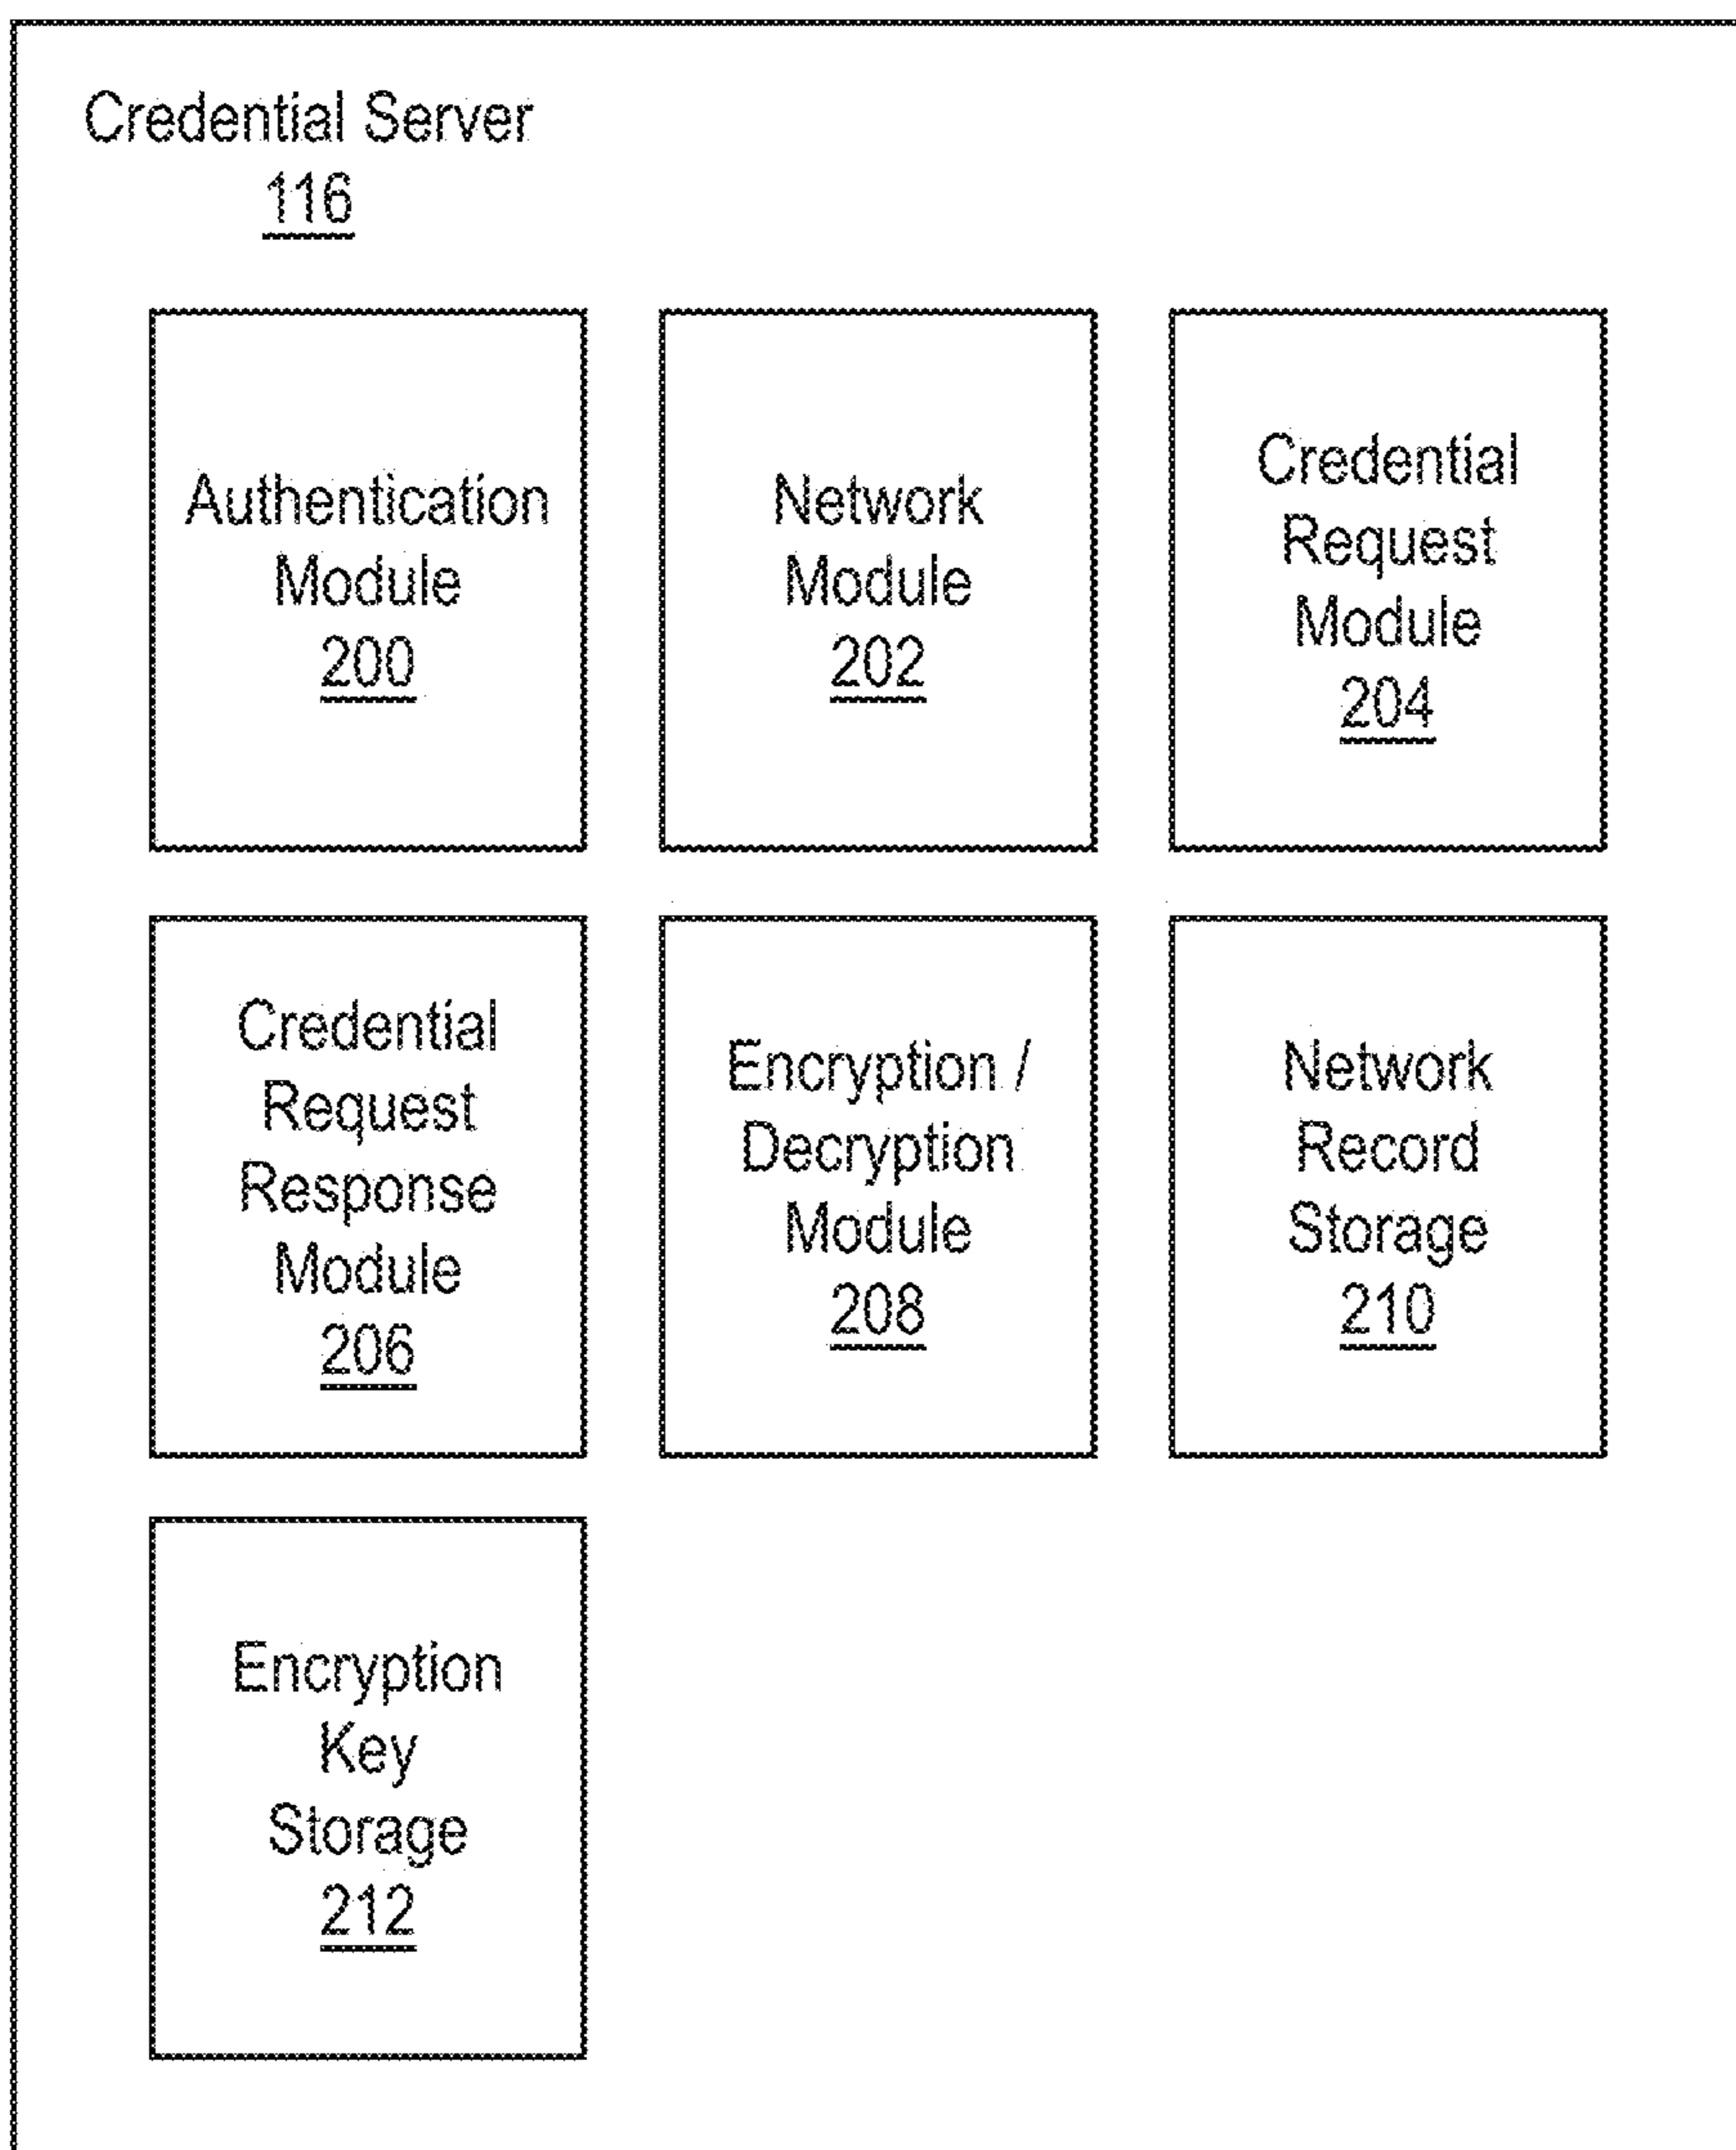 Credential Server
116
Authentication
Module
200
Network
Module
202
Credential
Request
Module
204
Credential
Request
Response
Module
206
Encryption /
Decryption
Module
208
Network
Record
Storage
210
Encryption
Key
Storage
212